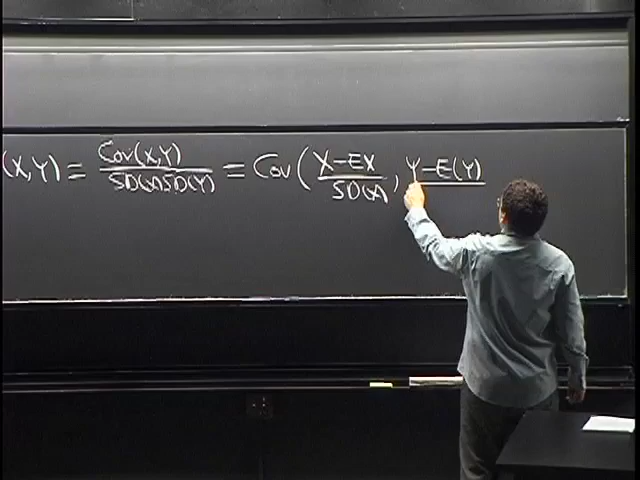 (X,Y) = Cov(X,Y) / SD(X)SD(Y) = Cov( X-EX / SD(X) , Y-E(Y)